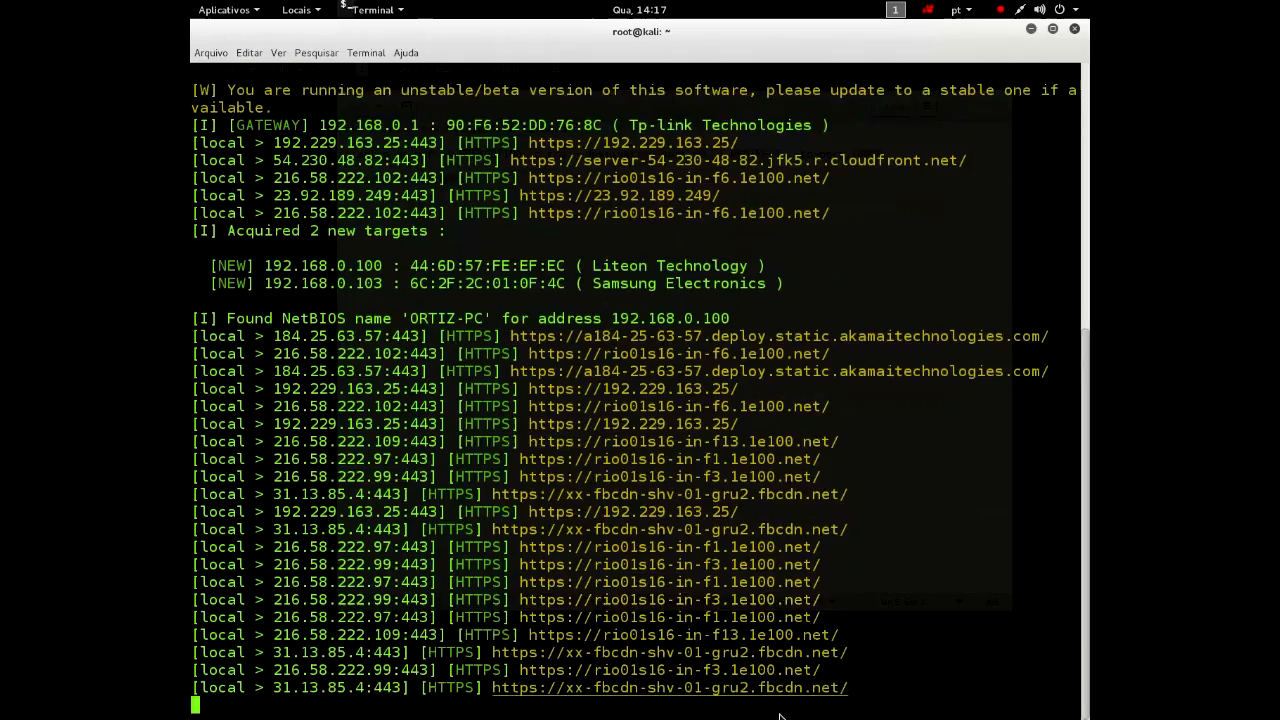 Aplicativos Locais Terminal Qua, 14:17 1 pt
root@kali: ~
Arquivo Editar Ver Pesquisar Terminal Ajuda
[W] You are running an unstable/beta version of this software, please update to a stable one if a
vailable.
[I] [GATEWAY] 192.168.0.1 : 90:F6:52:DD:76:8C ( Tp-link Technologies )
[local > 192.229.163.25:443] [HTTPS] https://192.229.163.25/
[local > 54.230.48.82:443] [HTTPS] https://server-54-230-48-82.jfk5.r.cloudfront.net/
[local > 216.58.222.102:443] [HTTPS] https://rio01s16-in-f6.1e100.net/
[local > 23.92.189.249:443] [HTTPS] https://23.92.189.249/
[local > 216.58.222.102:443] [HTTPS] https://rio01s16-in-f6.1e100.net/
[I] Acquired 2 new targets :
[NEW] 192.168.0.100 : 44:6D:57:FE:EF:EC ( Liteon Technology )
[NEW] 192.168.0.103 : 6C:2F:2C:01:0F:4C ( Samsung Electronics )
[I] Found NetBIOS name 'ORTIZ-PC' for address 192.168.0.100
[local > 184.25.63.57:443] [HTTPS] https://a184-25-63-57.deploy.static.akamaitechnologies.com/
[local > 216.58.222.102:443] [HTTPS] https://rio01s16-in-f6.1e100.net/
[local > 184.25.63.57:443] [HTTPS] https://a184-25-63-57.deploy.static.akamaitechnologies.com/
[local > 192.229.163.25:443] [HTTPS] https://192.229.163.25/
[local > 216.58.222.102:443] [HTTPS] https://rio01s16-in-f6.1e100.net/
[local > 192.229.163.25:443] [HTTPS] https://192.229.163.25/
[local > 216.58.222.109:443] [HTTPS] https://rio01s16-in-f13.1e100.net/
[local > 216.58.222.97:443] [HTTPS] https://rio01s16-in-f1.1e100.net/
[local > 216.58.222.99:443] [HTTPS] https://rio01s16-in-f3.1e100.net/
[local > 31.13.85.4:443] [HTTPS] https://xx-fbcdn-shv-01-gru2.fbcdn.net/
[local > 192.229.163.25:443] [HTTPS] https://192.229.163.25/
[local > 31.13.85.4:443] [HTTPS] https://xx-fbcdn-shv-01-gru2.fbcdn.net/
[local > 216.58.222.97:443] [HTTPS] https://rio01s16-in-f1.1e100.net/
[local > 216.58.222.99:443] [HTTPS] https://rio01s16-in-f3.1e100.net/
[local > 216.58.222.97:443] [HTTPS] https://rio01s16-in-f1.1e100.net/
[local > 216.58.222.99:443] [HTTPS] https://rio01s16-in-f3.1e100.net/
[local > 216.58.222.97:443] [HTTPS] https://rio01s16-in-f1.1e100.net/
[local > 216.58.222.109:443] [HTTPS] https://rio01s16-in-f13.1e100.net/
[local > 31.13.85.4:443] [HTTPS] https://xx-fbcdn-shv-01-gru2.fbcdn.net/
[local > 216.58.222.99:443] [HTTPS] https://rio01s16-in-f3.1e100.net/
[local > 31.13.85.4:443] [HTTPS] https://xx-fbcdn-shv-01-gru2.fbcdn.net/